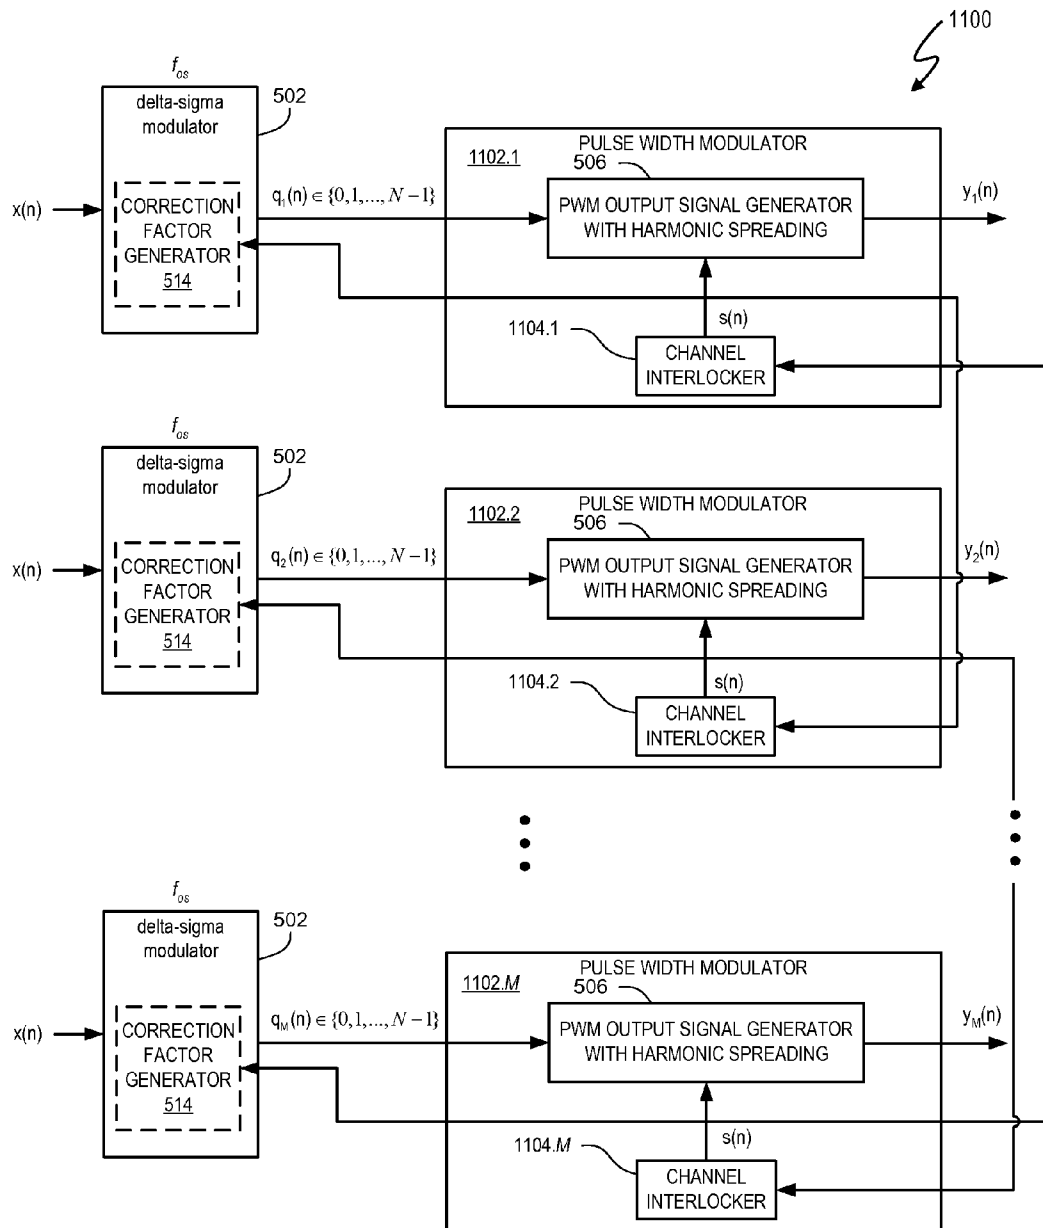 1100
f_os
delta-sigma
modulator
502
x(n)
CORRECTION
FACTOR
GENERATOR
514
q₁(n) ∈ {0,1,...,N−1}
PULSE WIDTH MODULATOR
1102.1
506
PWM OUTPUT SIGNAL GENERATOR
WITH HARMONIC SPREADING
y₁(n)
s(n)
1104.1
CHANNEL
INTERLOCKER
f_os
delta-sigma
modulator
502
x(n)
CORRECTION
FACTOR
GENERATOR
514
q₂(n) ∈ {0,1,...,N−1}
PULSE WIDTH MODULATOR
1102.2
506
PWM OUTPUT SIGNAL GENERATOR
WITH HARMONIC SPREADING
y₂(n)
s(n)
1104.2
CHANNEL
INTERLOCKER
f_os
delta-sigma
modulator
502
x(n)
CORRECTION
FACTOR
GENERATOR
514
q_M(n) ∈ {0,1,...,N−1}
PULSE WIDTH MODULATOR
1102.M
506
PWM OUTPUT SIGNAL GENERATOR
WITH HARMONIC SPREADING
y_M(n)
s(n)
1104.M
CHANNEL
INTERLOCKER